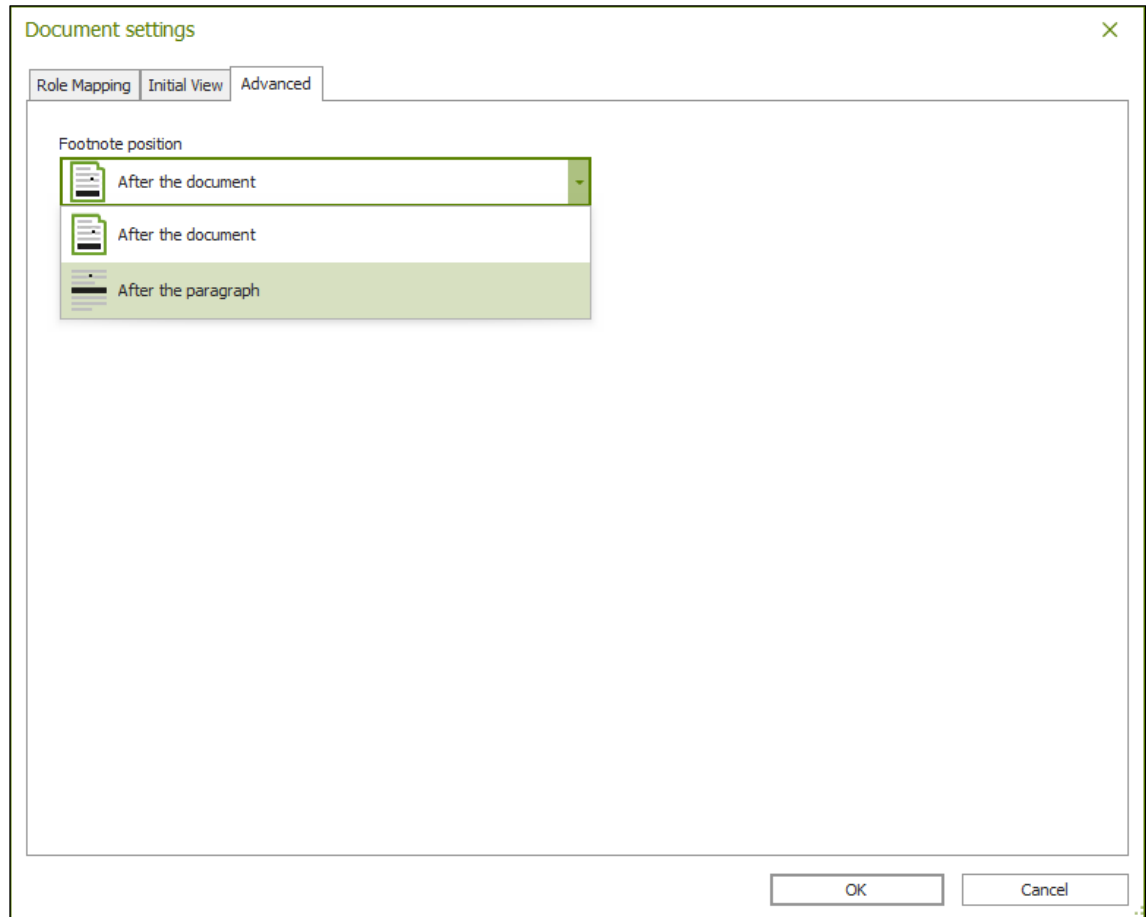 Document settings
Role Mapping Initial View Advanced
Footnote position
After the document
After the document
After the paragraph
OK Cancel